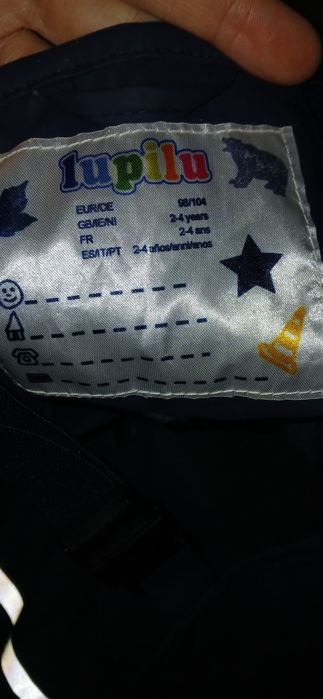 lupilu
EUR/DE 98/104
GB/IE/NI 2-4 years
FR 2-4 ans
ES/IT/PT 2-4 años/anni/anos